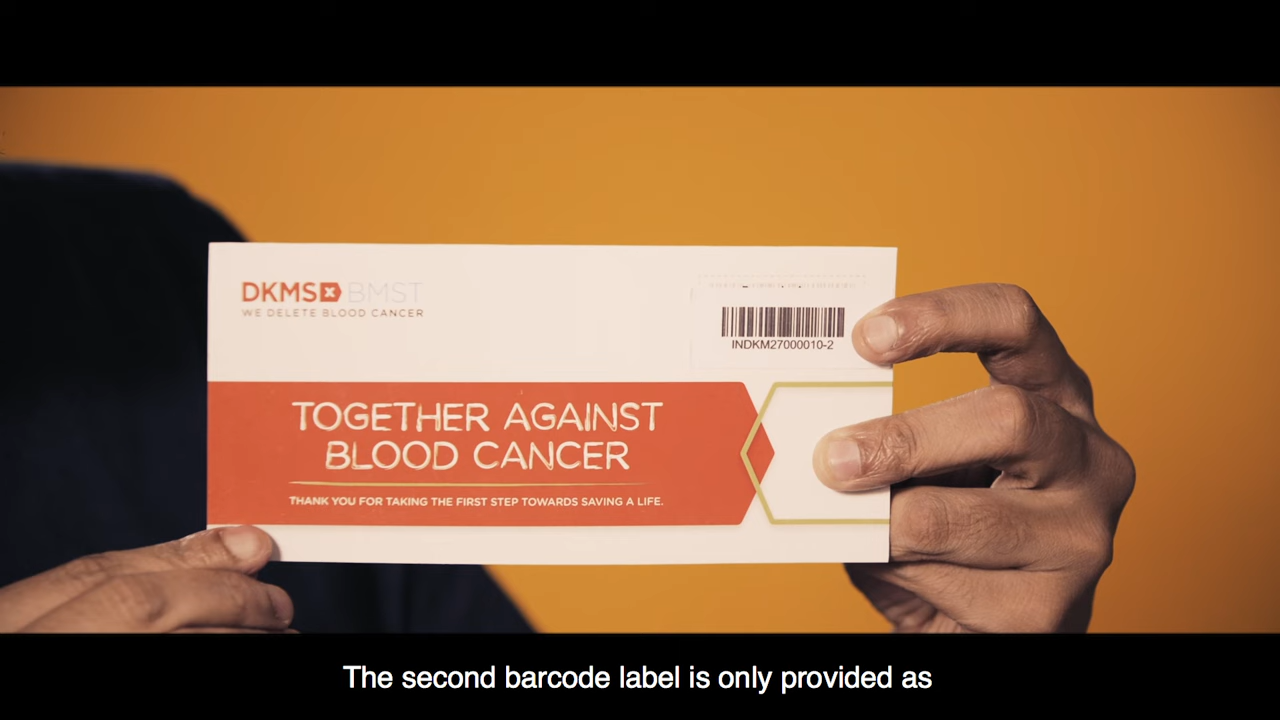 DKMS BMST
WE DELETE BLOOD CANCER
INDKM27000010-2
TOGETHER AGAINST
BLOOD CANCER
THANK YOU FOR TAKING THE FIRST STEP TOWARDS SAVING A LIFE.
The second barcode label is only provided as